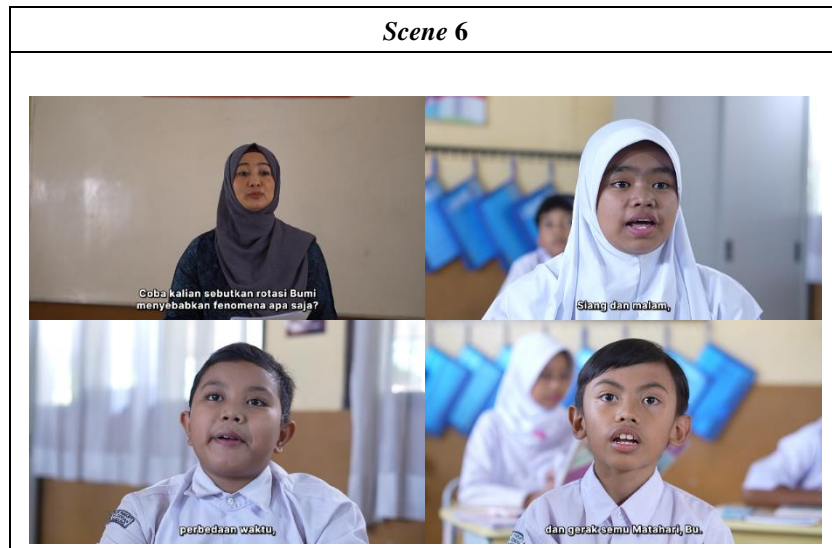 Scene 6
Coba kalian sebutkan rotasi Bumi
menyebabkan fenomena apa saja?
Siang dan malam,
perbedaan waktu,
dan gerak semu Matahari, Bu.